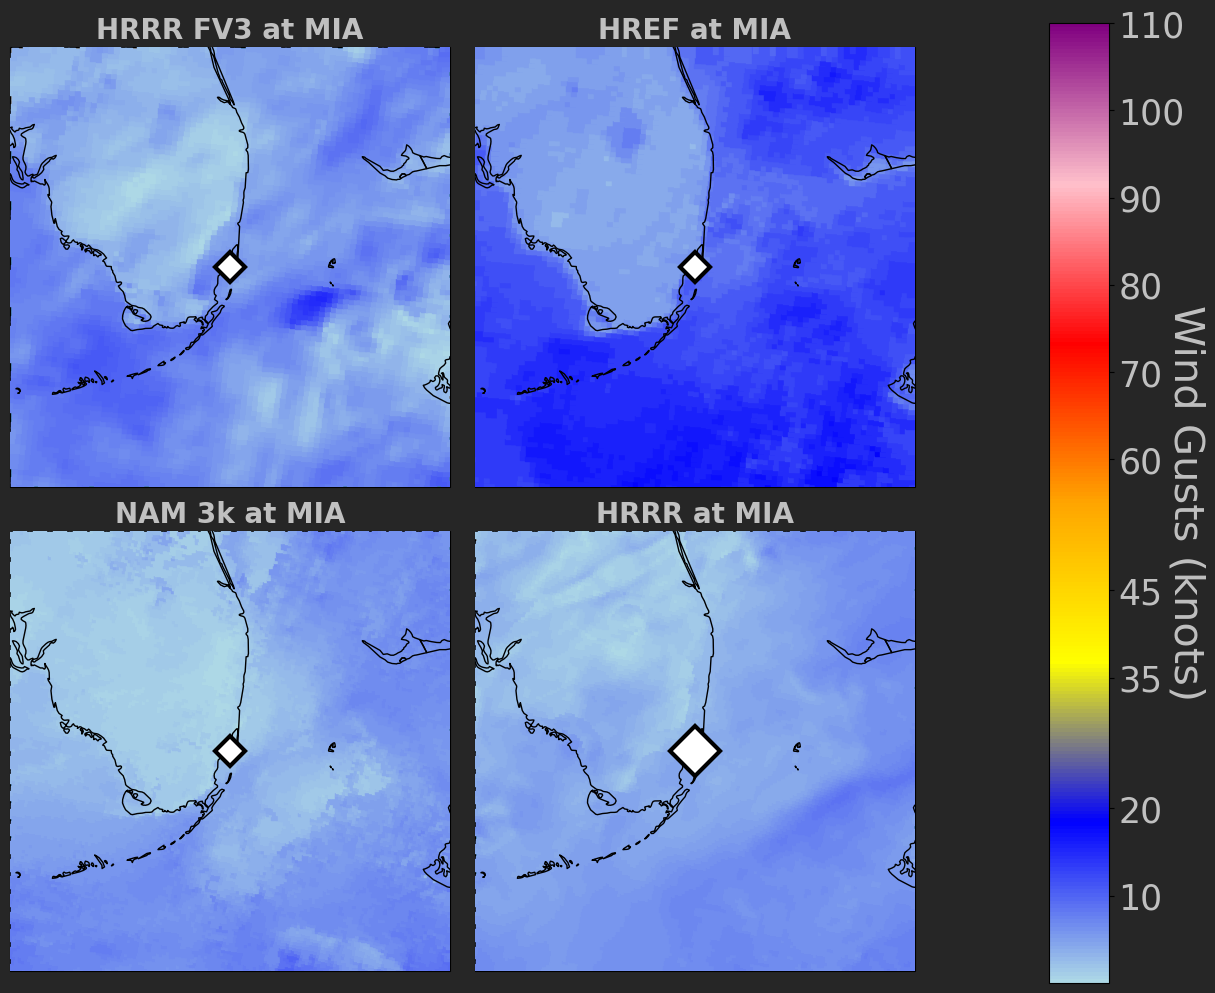 HRRR FV3 at MIA
HREF at MIA
NAM 3k at MIA
HRRR at MIA
110
100
90
80
70
60
45
35
20
10
Wind Gusts (knots)